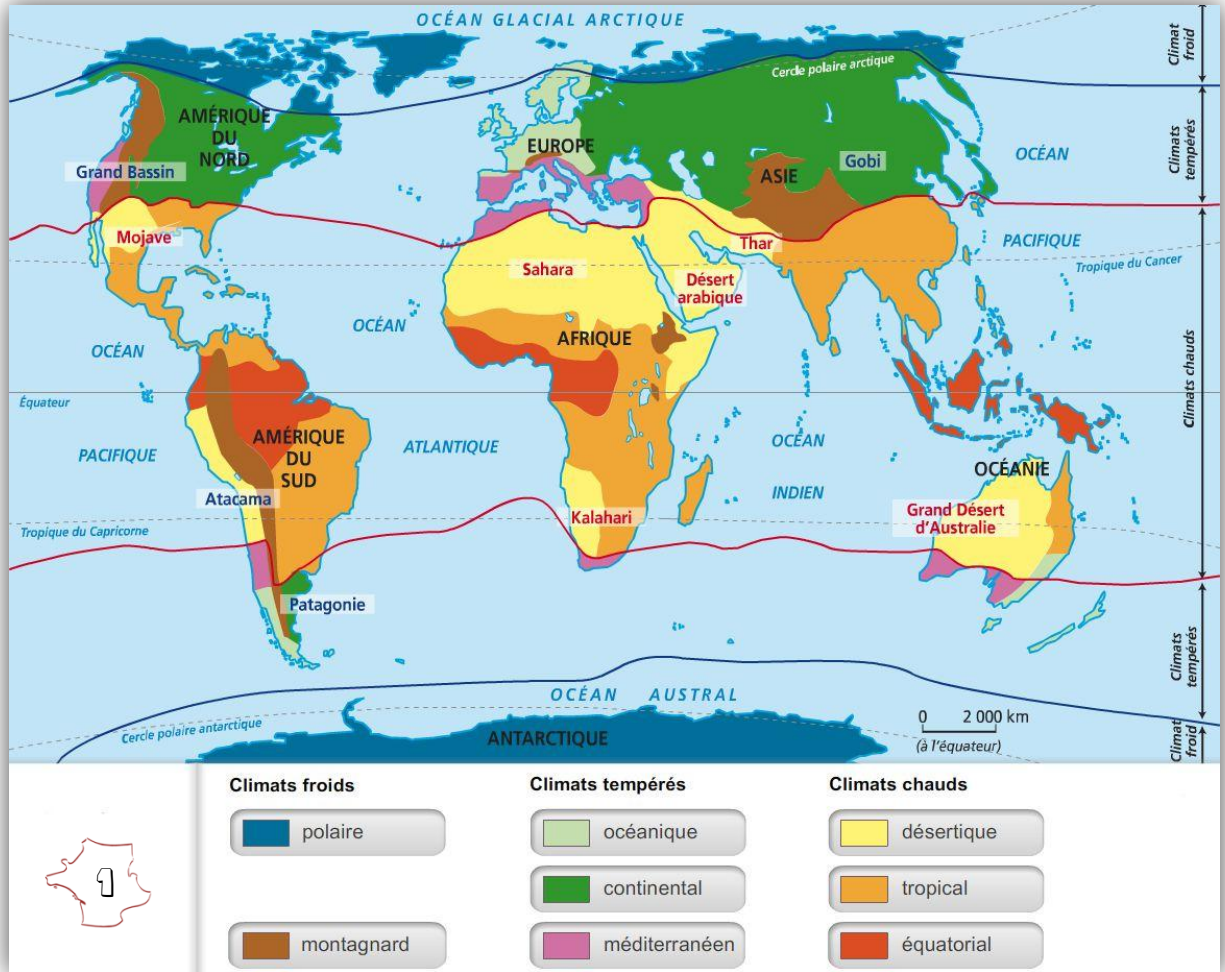 OCÉAN GLACIAL ARCTIQUE
Climat
froid
Cercle polaire arctique
AMÉRIQUE
DU
NORD
EUROPE
Climats
tempérés
Grand Bassin
ASIE
Gobi
OCÉAN
Mojave
Thar
PACIFIQUE
Sahara
Tropique du Cancer
Désert
arabique
OCÉAN
AFRIQUE
OCÉAN
Climats chauds
Équateur
AMÉRIQUE
DU
SUD
ATLANTIQUE
OCÉAN
INDIEN
PACIFIQUE
OCÉANIE
Atacama
Kalahari
Grand Désert
d'Australie
Tropique du Capricorne
Patagonie
Climats
tempérés
OCÉAN AUSTRAL
0 2 000 km
(à l'équateur)
Cercle polaire antarctique
ANTARCTIQUE
Climat
froid
Climats froids
Climats tempérés
Climats chauds
polaire
océanique
désertique
1
continental
tropical
montagnard
méditerranéen
équatorial